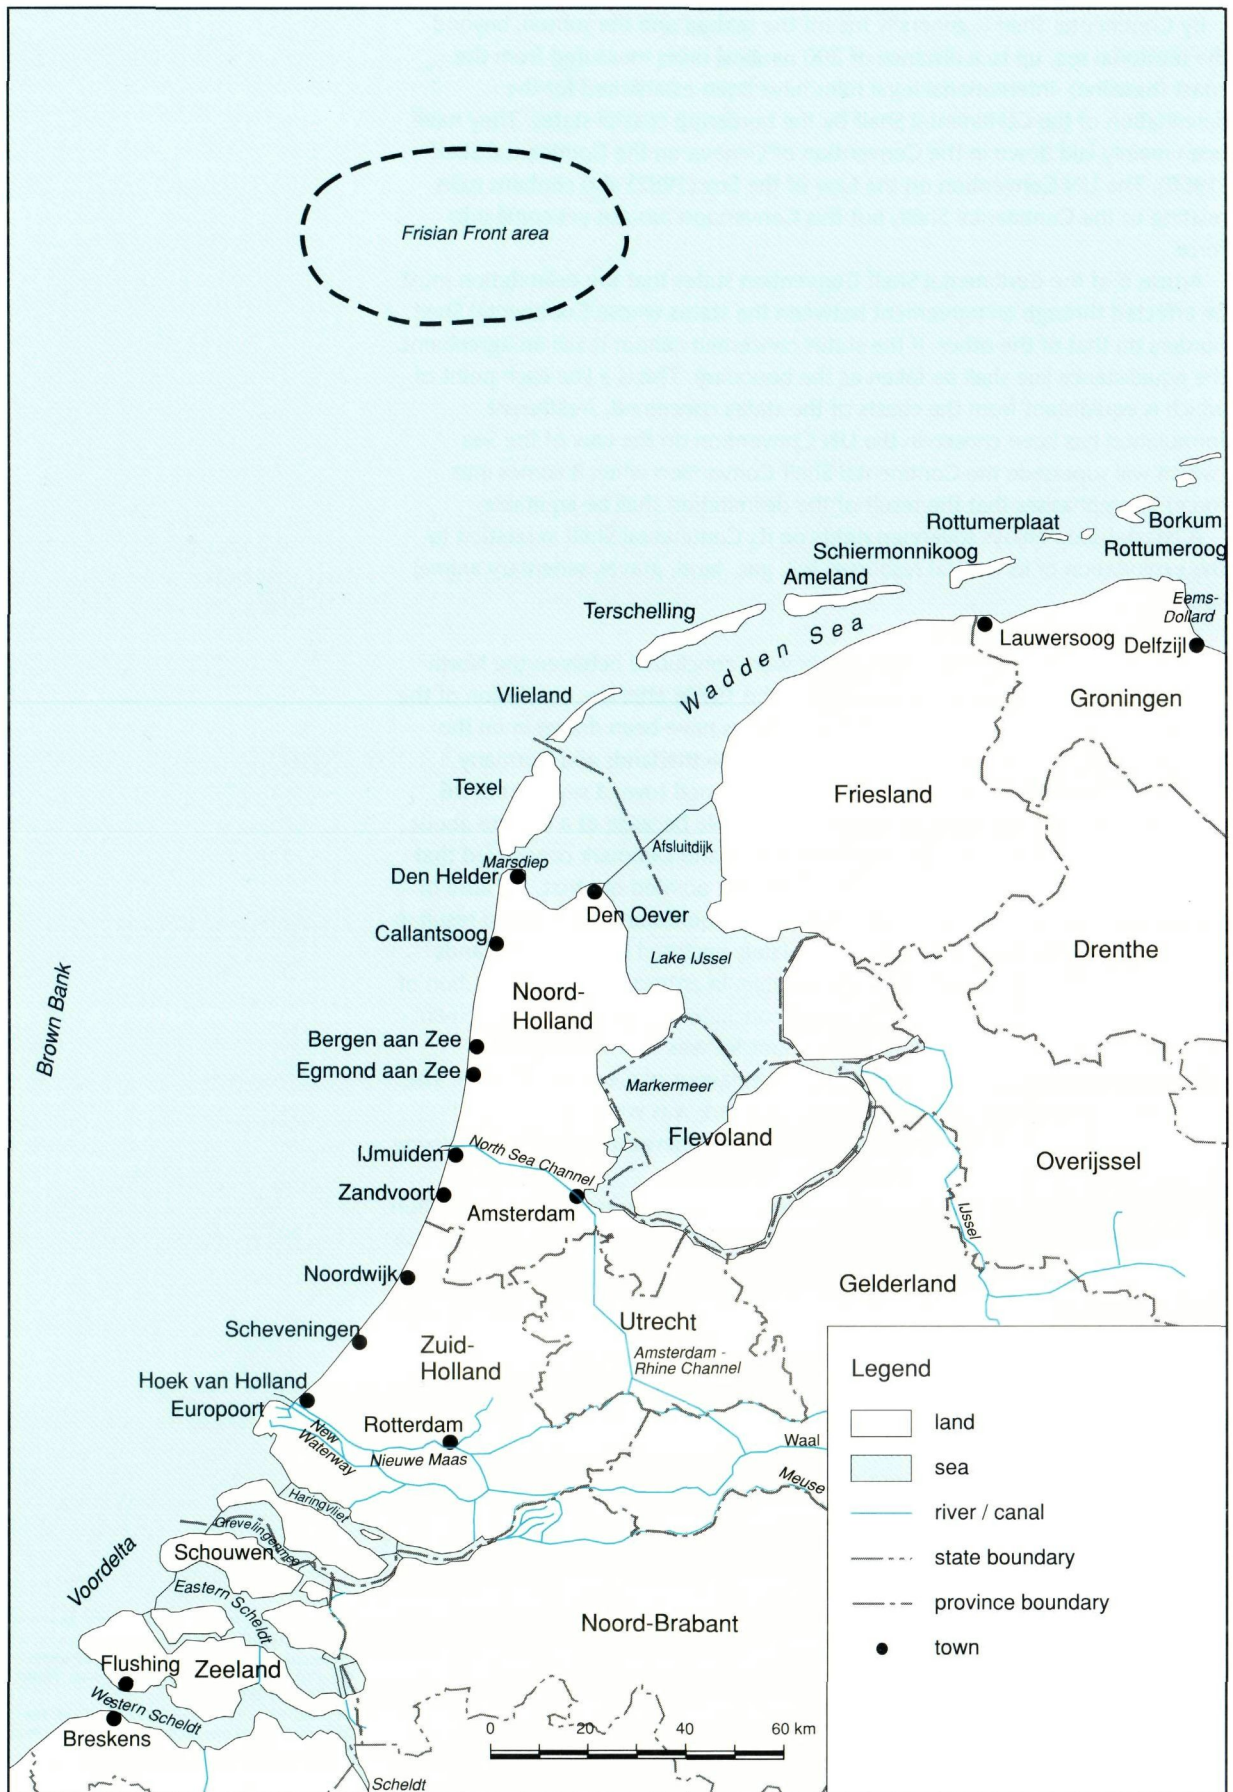 Frisian Front area
Rottumerplaat
Borkum
Schiermonnikoog
Rottumeroog
Ameland
Eems-
Dollard
Terschelling
Wadden Sea
Lauwersoog
Delfzijl
Vlieland
Groningen
Texel
Friesland
Afsluitdijk
Marsdiep
Den Helder
Den Oever
Callantsoog
Lake IJssel
Drenthe
Brown Bank
Noord-
Holland
Bergen aan Zee
Egmond aan Zee
Markermeer
Flevoland
IJmuiden
North Sea Channel
Overijssel
Zandvoort
Amsterdam
IJssel
Noordwijk
Gelderland
Utrecht
Scheveningen
Zuid-
Holland
Amsterdam -
Rhine Channel
Hoek van Holland
Europoort
Rotterdam
New
Waterway
Nieuwe Maas
Waal
Meuse
Haringvliet
Grevelingenmeer
Schouwen
Voordelta
Eastern Scheldt
Noord-Brabant
Flushing
Zeeland
Western Scheldt
Breskens
Scheldt
Legend
land
sea
river / canal
state boundary
province boundary
town
0 20 40 60 km